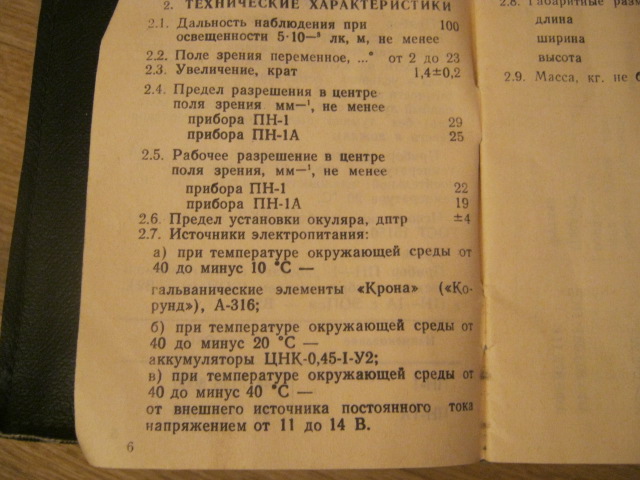 2. ТЕХНИЧЕСКИЕ ХАРАКТЕРИСТИКИ
2.1. Дальность наблюдения при 100
освещенности 5·10—³ лк, м, не менее
2.2. Поле зрения переменное, ...° от 2 до 23
2.3. Увеличение, крат 1,4±0,2
2.4. Предел разрешения в центре
поля зрения мм—¹, не менее
прибора ПН-1 29
прибора ПН-1А 25
2.5. Рабочее разрешение в центре
поля зрения, мм—¹, не менее
прибора ПН-1 22
прибора ПН-1А 19
2.6. Предел установки окуляра, дптр ±4
2.7. Источники электропитания:
а) при температуре окружающей среды от
40 до минус 10 °С —
гальванические элементы «Крона» («Ко-
рунд»), А-316;
б) при температуре окружающей среды от
40 до минус 20 °С —
аккумуляторы ЦНК-0,45-I-У2;
в) при температуре окружающей среды от
40 до минус 40 °С —
от внешнего источника постоянного тока
напряжением от 11 до 14 В.
6
2.8. Габаритные
длина
ширина
высота
2.9. Масса, кг, не